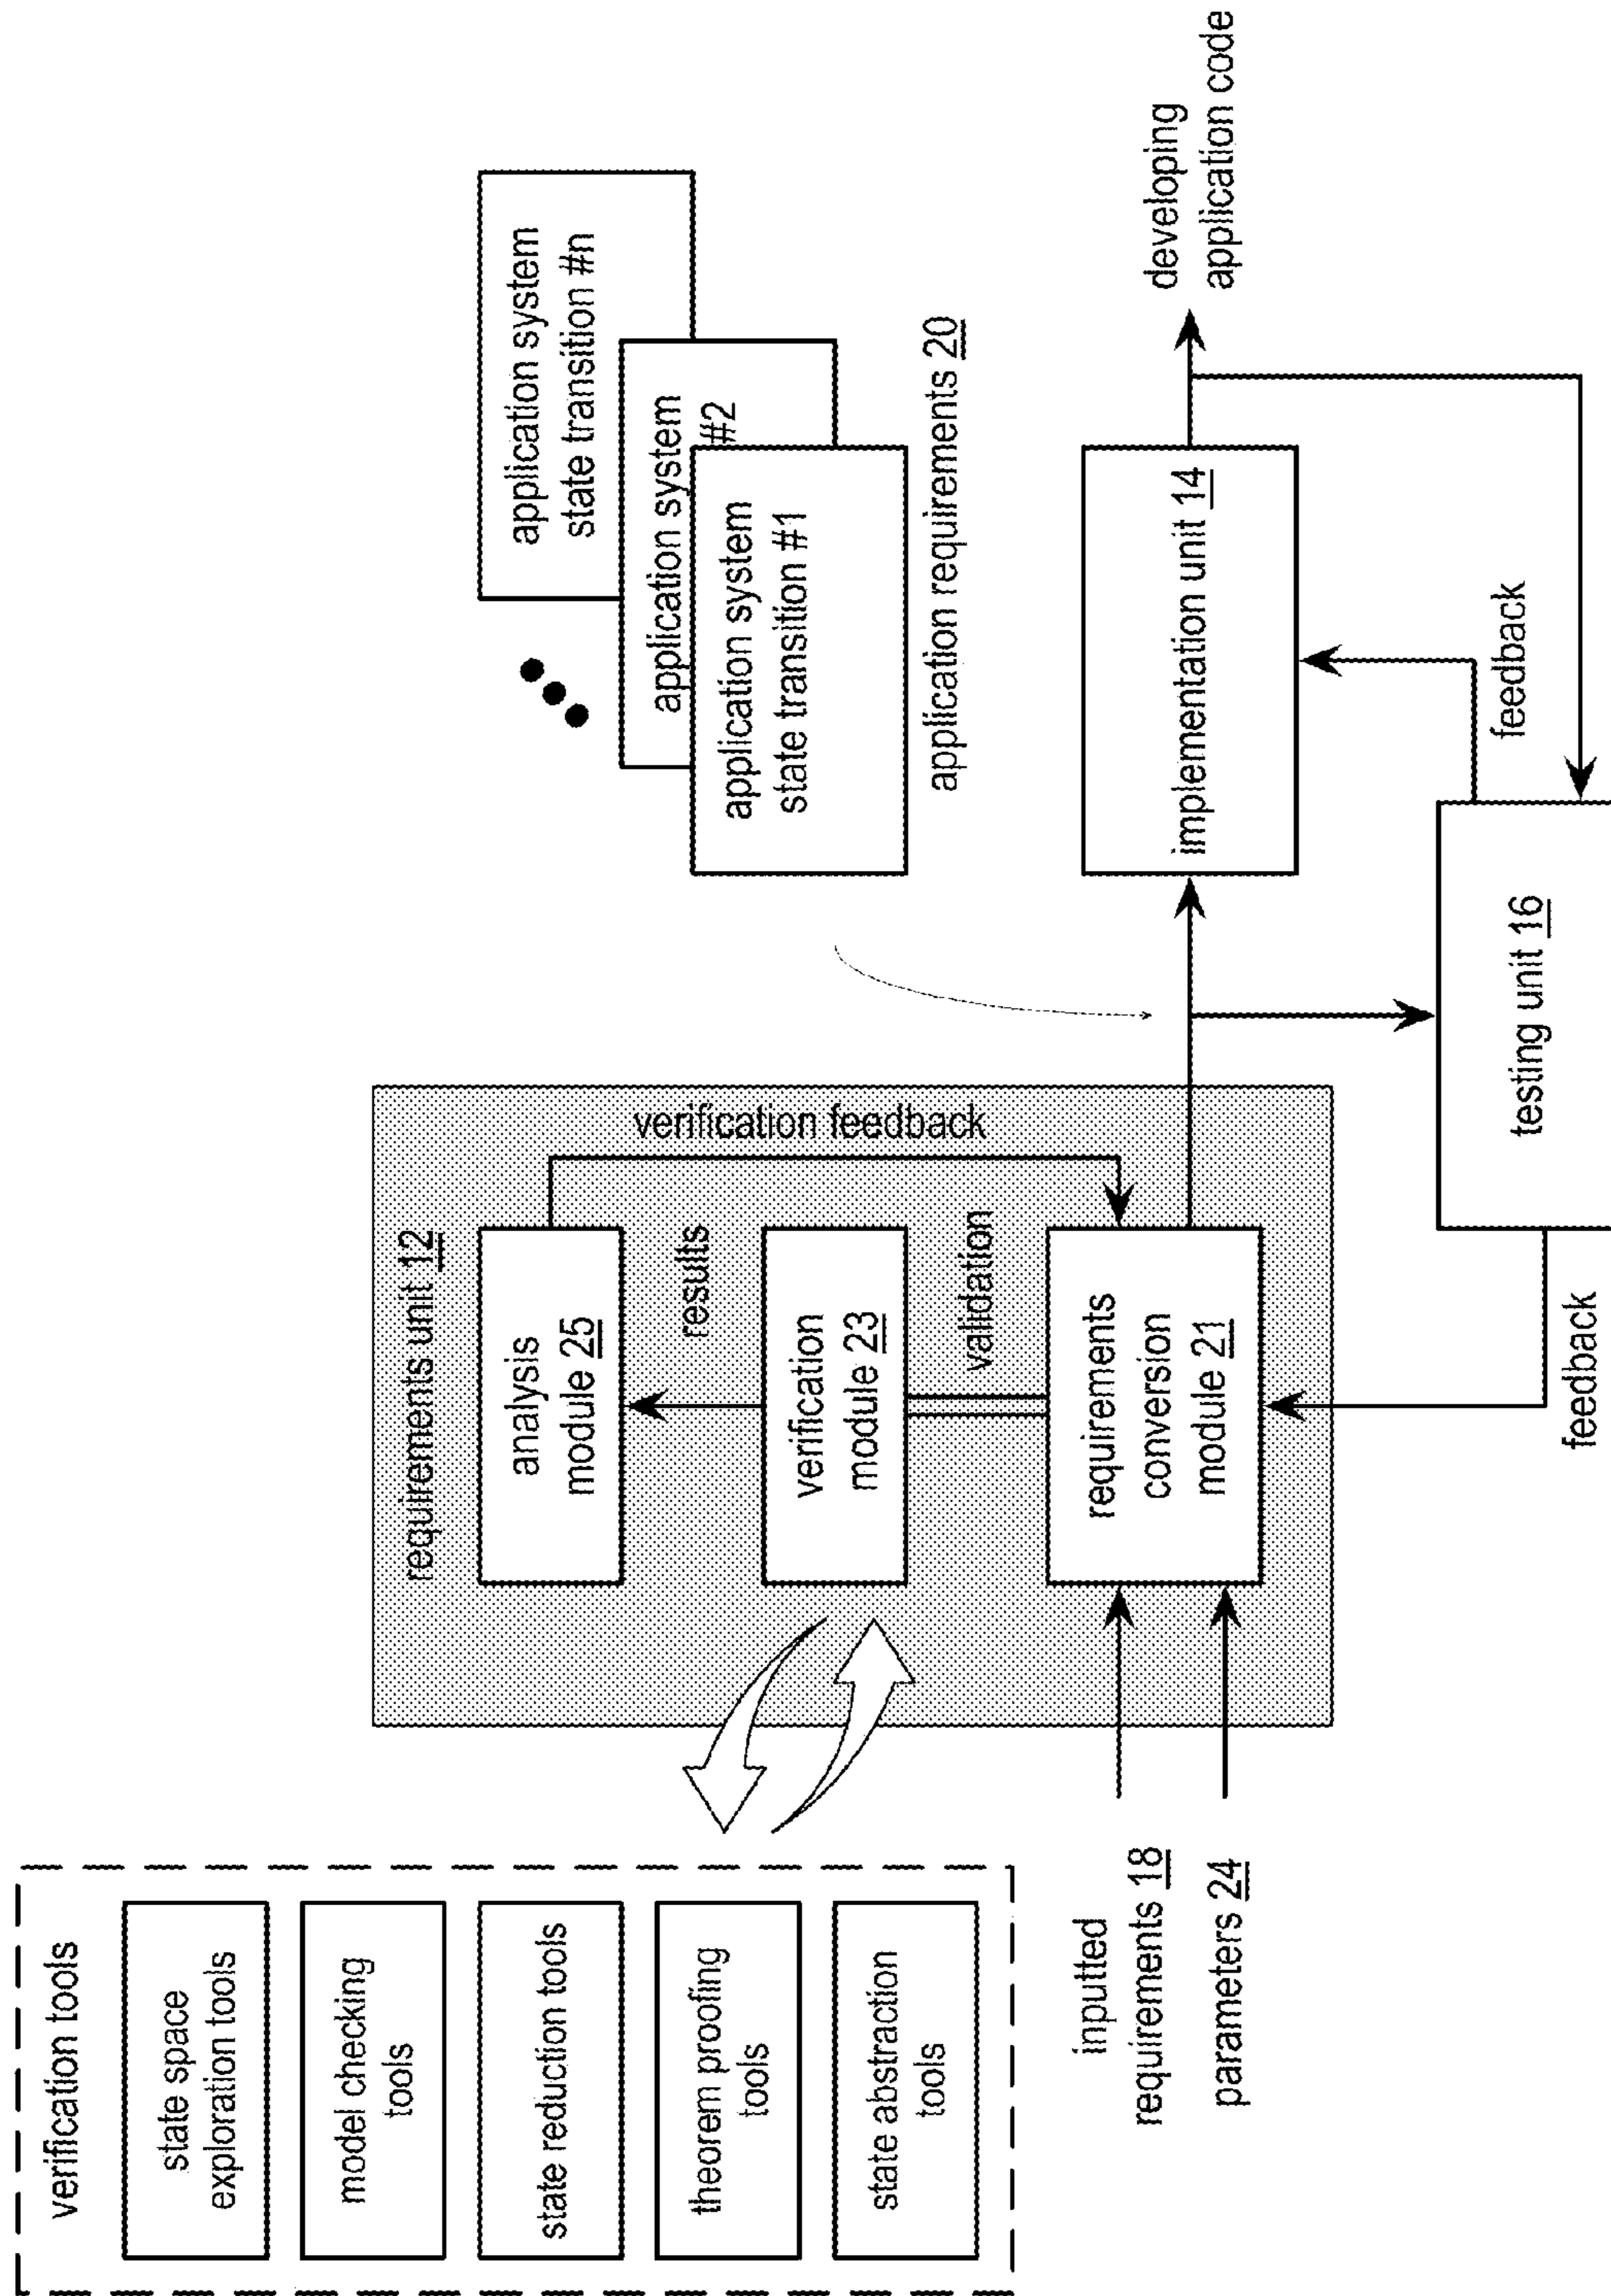 verification tools
state space
exploration tools
model checking
tools
state reduction tools
theorem proofing
tools
state abstraction
tools
inputted
requirements 18
parameters 24
requirements unit 12
analysis
module 25
results
verification
module 23
validation
requirements
conversion
module 21
verification feedback
feedback
application system
state transition #n
application system
#2
application system
state transition #1
application requirements 20
implementation unit 14
developing
application code
testing unit 16
feedback